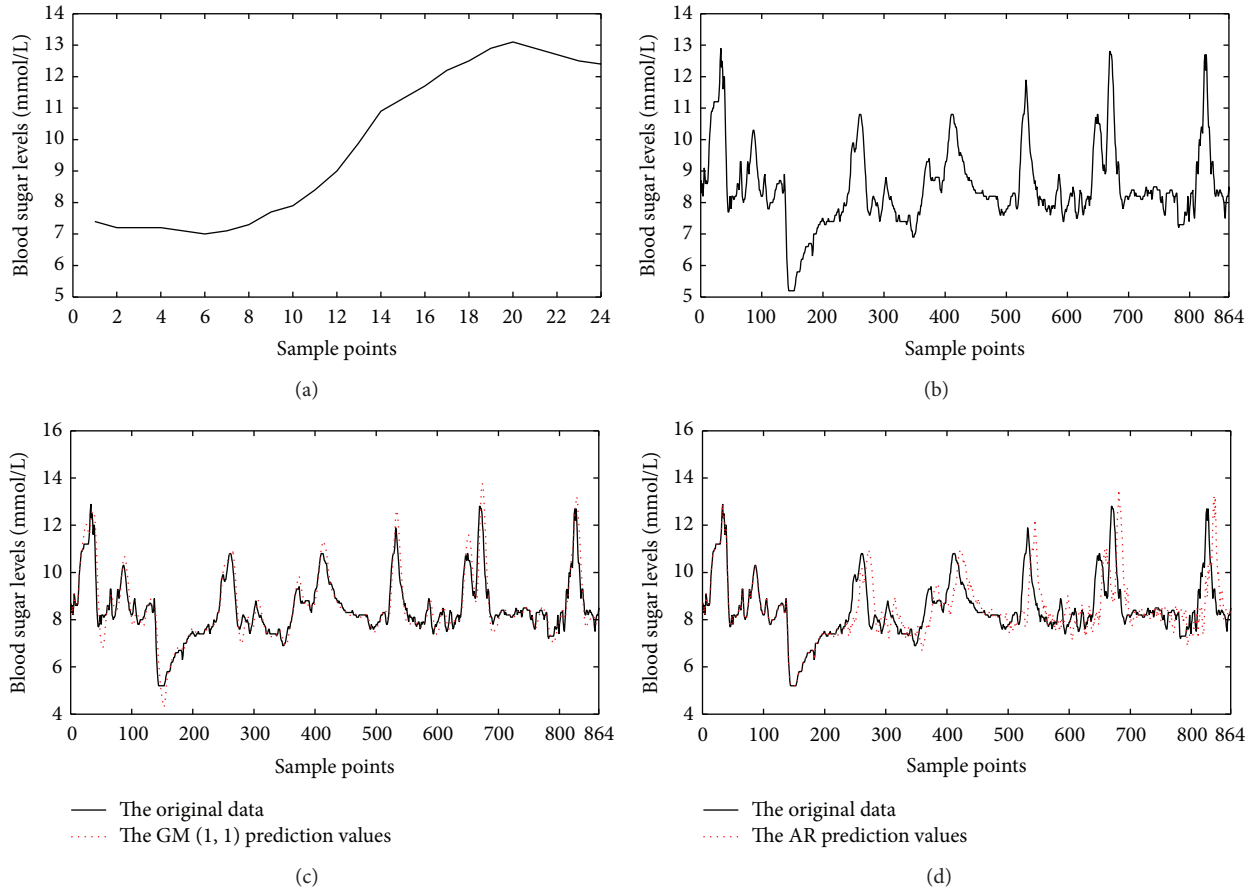 14
13
12
11
10
9
8
7
6
5
Blood sugar levels (mmol/L)
0 2 4 6 8 10 12 14 16 18 20 22 24
Sample points
(a)
14
13
12
11
10
9
8
7
6
5
Blood sugar levels (mmol/L)
0 100 200 300 400 500 600 700 800 864
Sample points
(b)
16
14
12
10
8
6
4
Blood sugar levels (mmol/L)
0 100 200 300 400 500 600 700 800 864
Sample points
The original data
The GM (1, 1) prediction values
(c)
16
14
12
10
8
6
4
Blood sugar levels (mmol/L)
0 100 200 300 400 500 600 700 800 864
Sample points
The original data
The AR prediction values
(d)